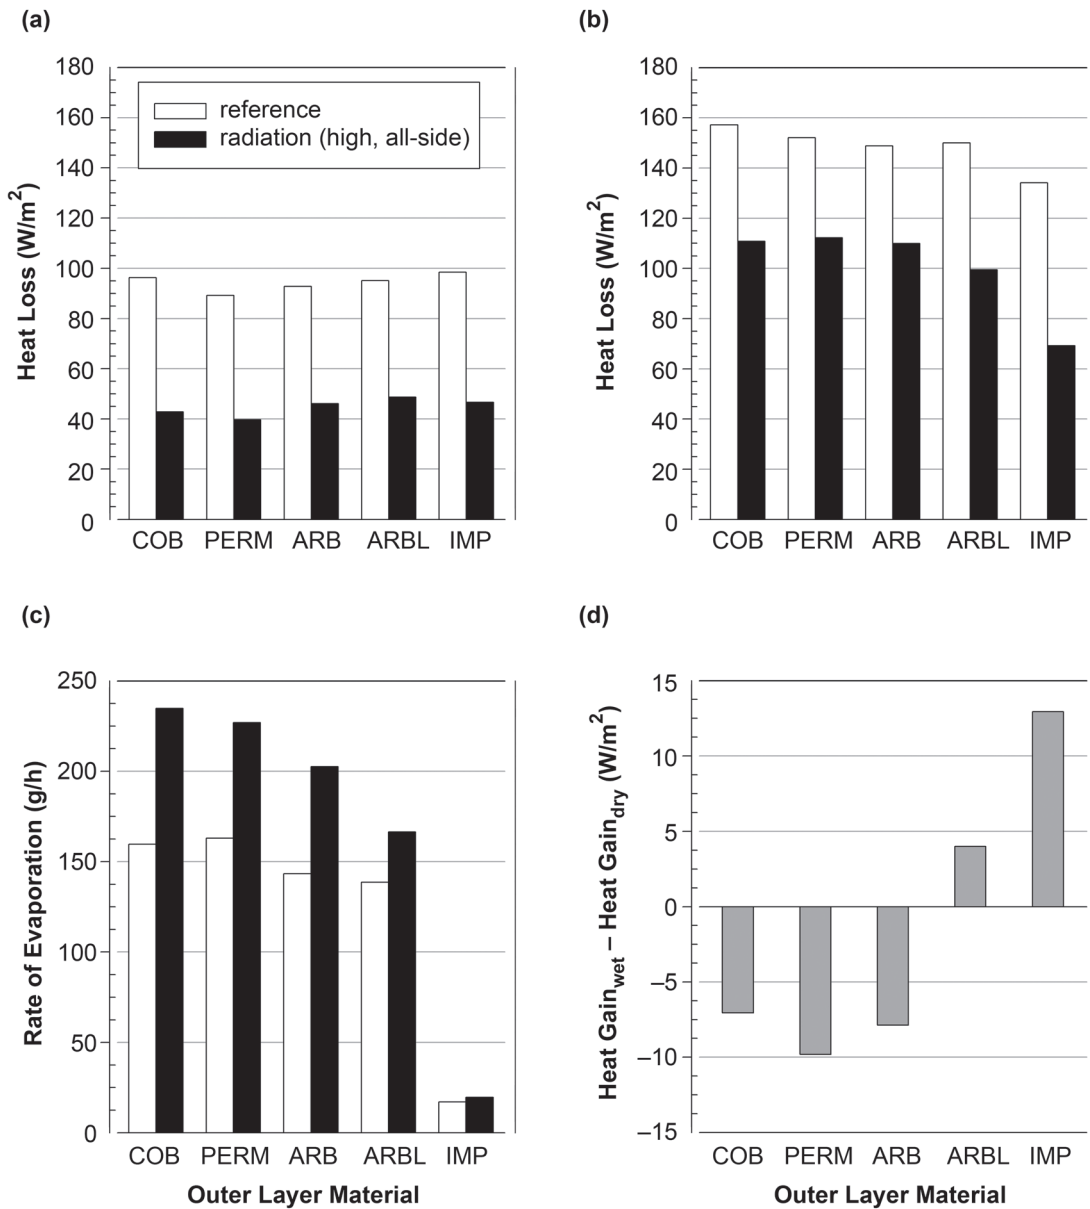 (a)
180
160
140
120
100
80
60
40
20
0
Heat Loss (W/m2)
reference
radiation (high, all-side)
COB PERM ARB ARBL IMP
(b)
180
160
140
120
100
80
60
40
20
0
Heat Loss (W/m2)
COB PERM ARB ARBL IMP
(c)
250
200
150
100
50
0
Rate of Evaporation (g/h)
COB PERM ARB ARBL IMP
Outer Layer Material
(d)
15
10
5
0
–5
–10
–15
Heat Gainwet – Heat Gaindry (W/m2)
COB PERM ARB ARBL IMP
Outer Layer Material